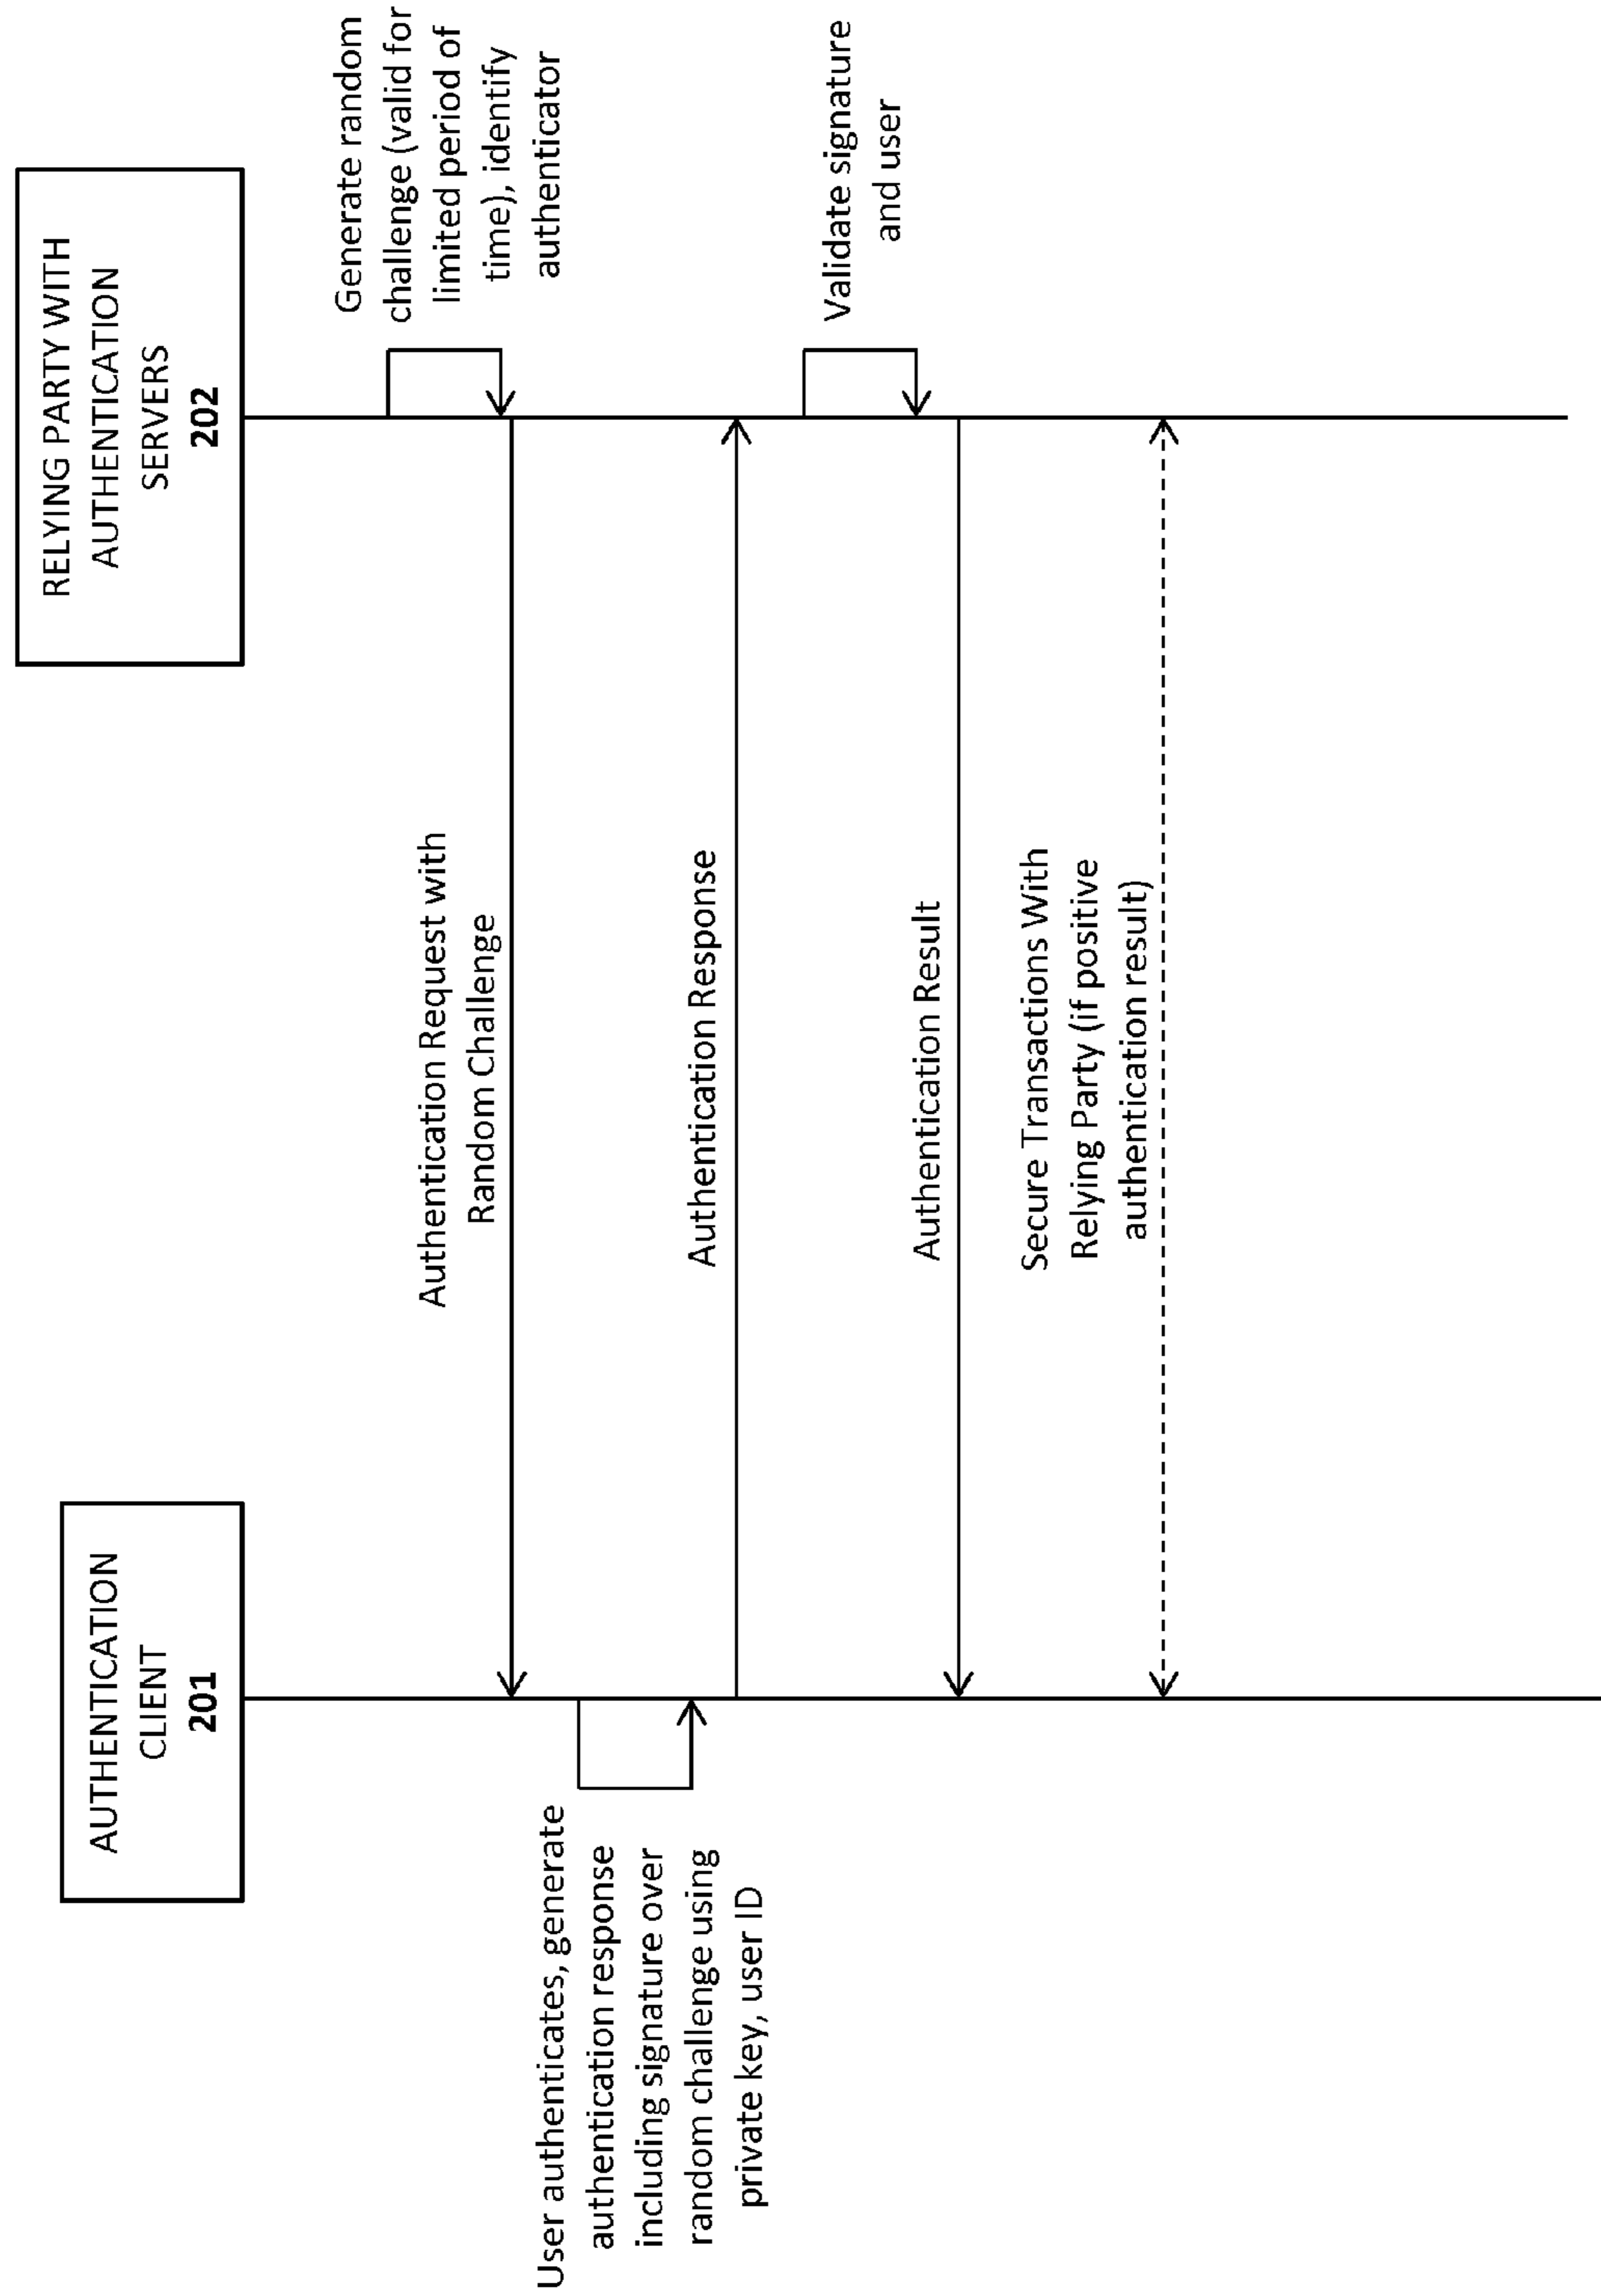 AUTHENTICATION
CLIENT
201
RELYING PARTY WITH
AUTHENTICATION
SERVERS
202
Generate random
challenge (valid for
limited period of
time), identify
authenticator
Authentication Request with
Random Challenge
User authenticates, generate
authentication response
including signature over
random challenge using
private key, user ID
Authentication Response
Validate signature
and user
Authentication Result
Secure Transactions With
Relying Party (if positive
authentication result)